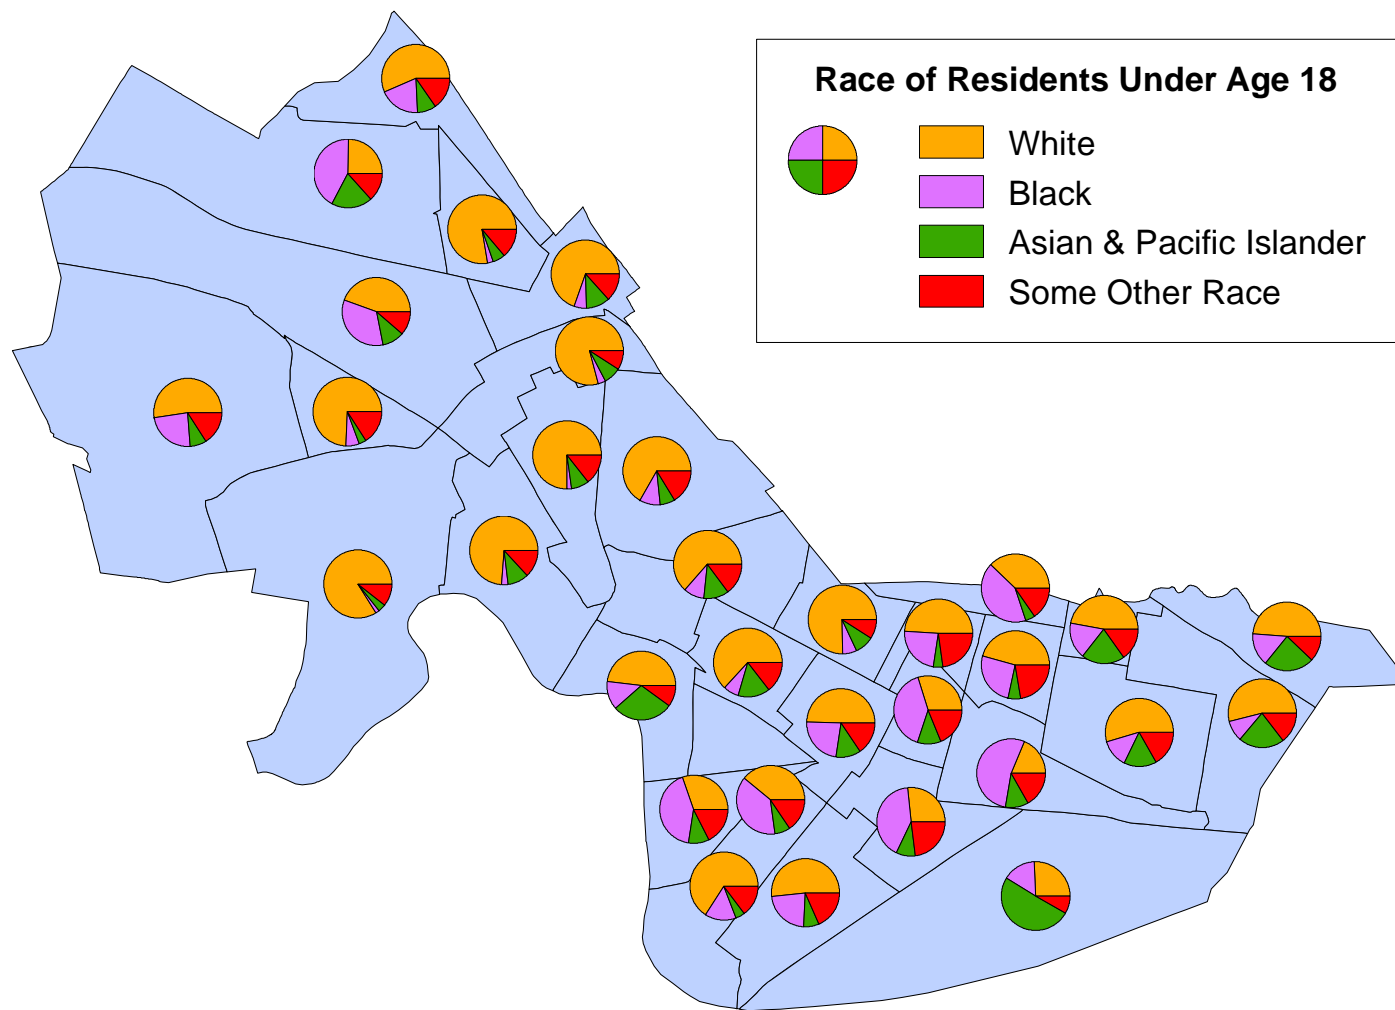 Race of Residents Under Age 18
White
Black
Asian & Pacific Islander
Some Other Race